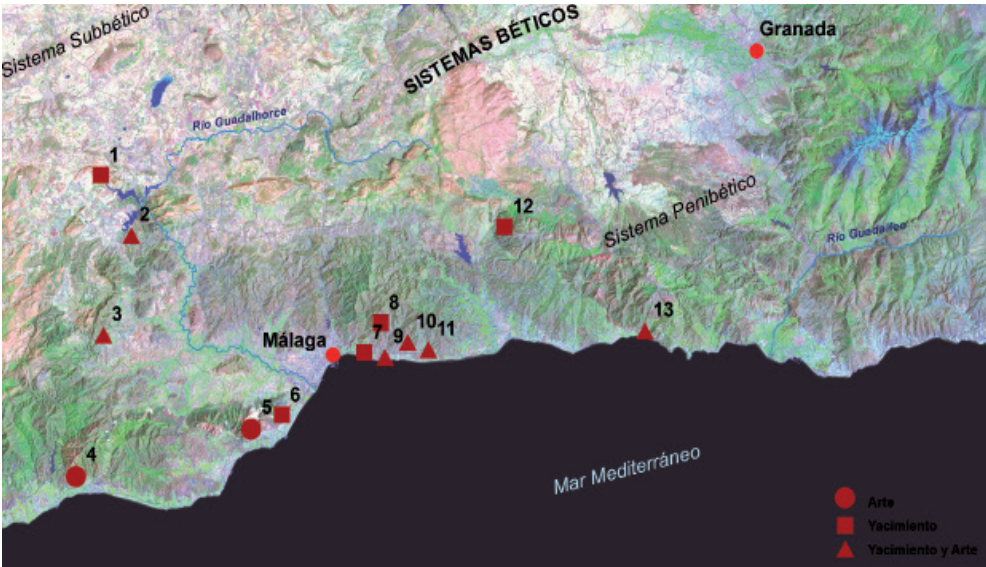 Sistema Subbético
SISTEMAS BÉTICOS
Granada
Río Guadalhorce
1
2
12
Sistema Penibético
Río Guadalfeo
3
8
10
11
13
Málaga
7
9
5
6
4
Mar Mediterráneo
Arte
Yacimiento
Yacimiento y Arte